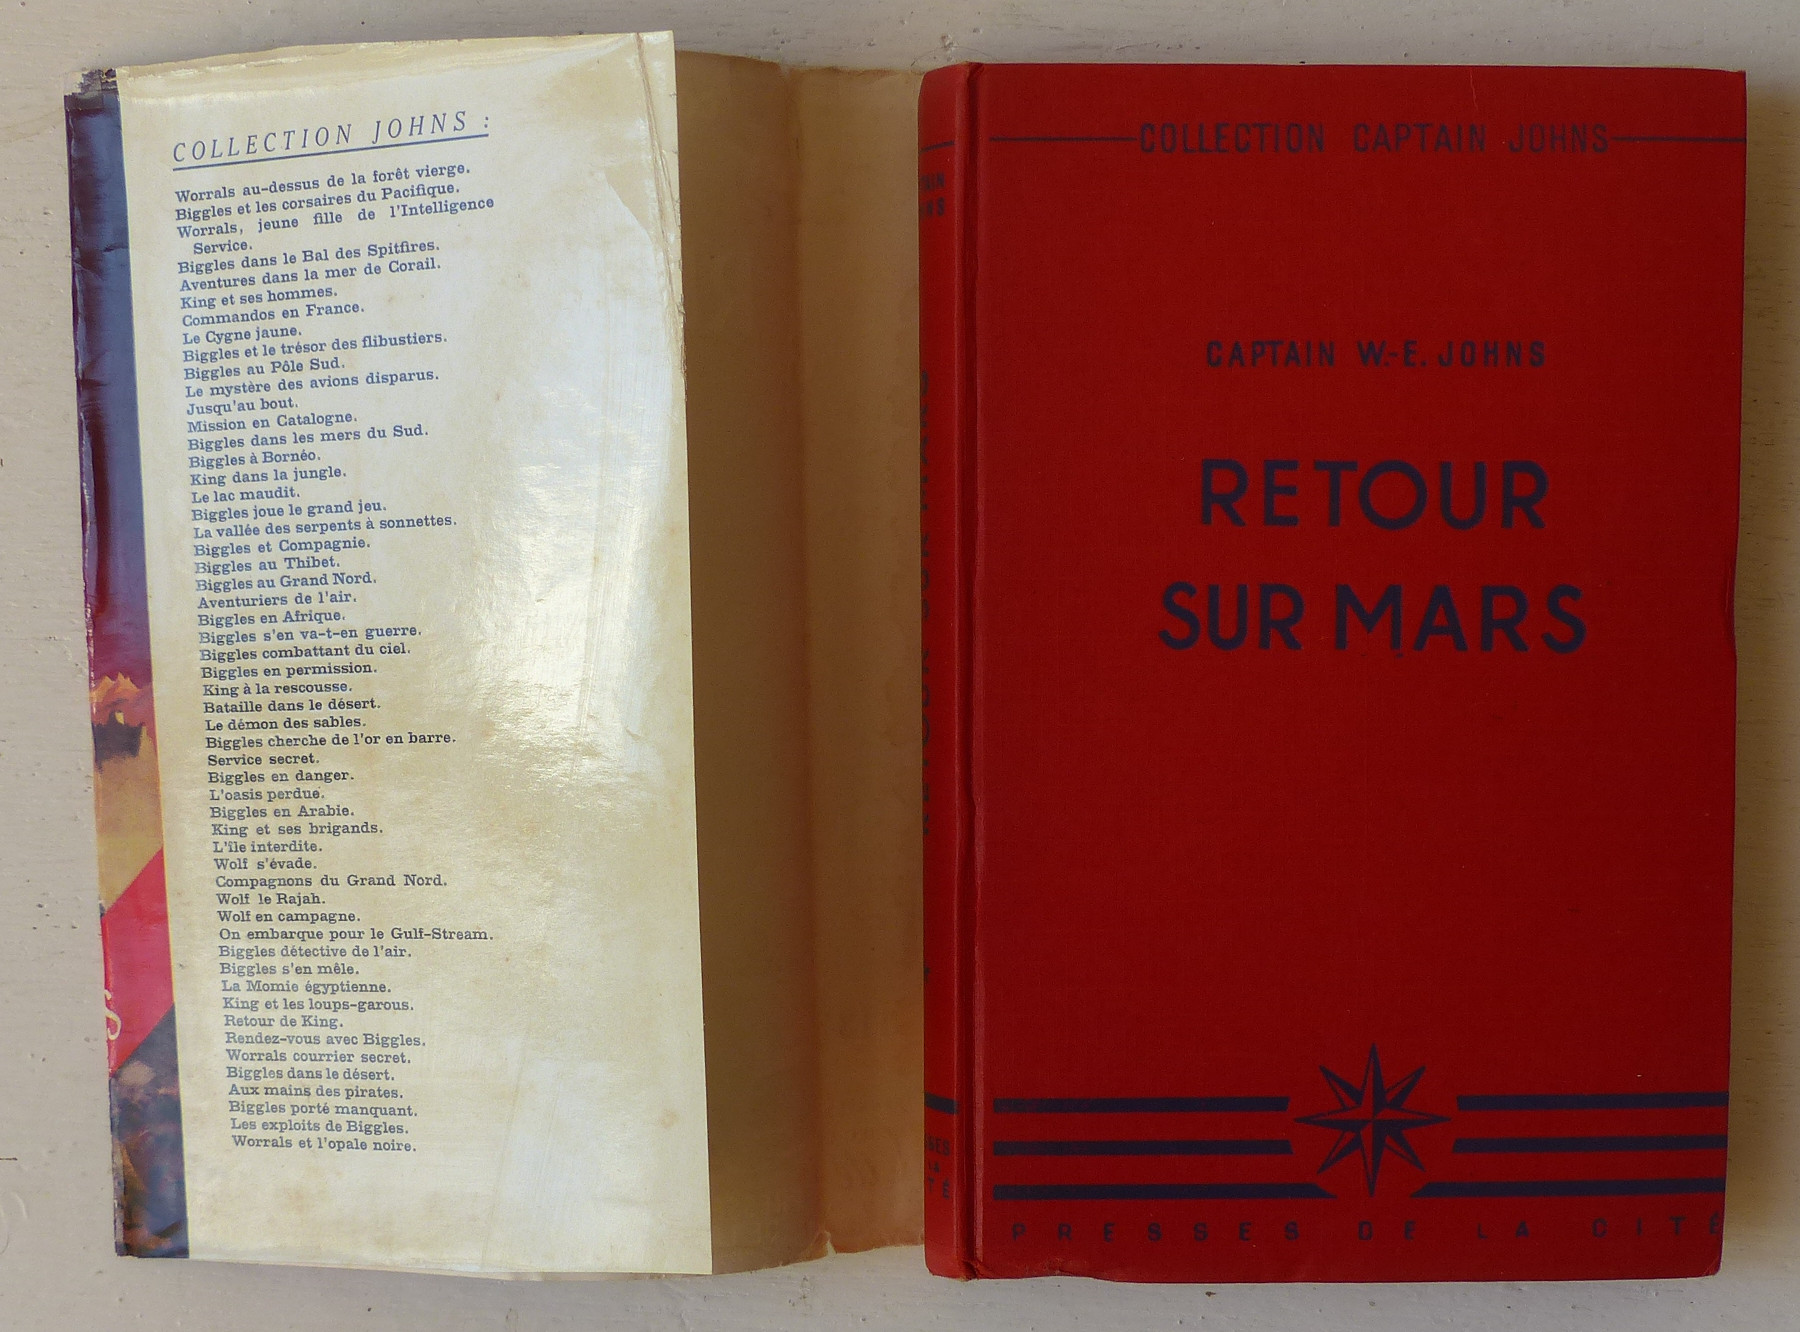 COLLECTION JOHNS :
Worrals au-dessus de la forêt vierge.
Biggles et les corsaires du Pacifique.
Worrals, jeune fille de l'Intelligence
Service.
Biggles dans le Bal des Spitfires.
Aventures dans la mer de Corail.
King et ses hommes.
Commandos en France.
Le Cygne jaune.
Biggles et le trésor des flibustiers.
Biggles au Pôle Sud.
Le mystère des avions disparus.
Jusqu'au bout.
Mission en Catalogne.
Biggles dans les mers du Sud.
Biggles à Bornéo.
King dans la jungle.
Le lac maudit.
Biggles joue le grand jeu.
La vallée des serpents à sonnettes.
Biggles et Compagnie.
Biggles au Thibet.
Biggles au Grand Nord.
Aventuriers de l'air.
Biggles en Afrique.
Biggles s'en va-t-en guerre.
Biggles combattant du ciel.
Biggles en permission.
King à la rescousse.
Bataille dans le désert.
Le démon des sables.
Biggles cherche de l'or en barre.
Service secret.
Biggles en danger.
L'oasis perdue.
Biggles en Arabie.
King et ses brigands.
L'île interdite.
Wolf s'évade.
Compagnons du Grand Nord.
Wolf le Rajah.
Wolf en campagne.
On embarque pour le Gulf-Stream.
Biggles détective de l'air.
Biggles s'en mêle.
La Momie égyptienne.
King et les loups-garous.
Retour de King.
Rendez-vous avec Biggles.
Worrals courrier secret.
Biggles dans le désert.
Aux mains des pirates.
Biggles porté manquant.
Les exploits de Biggles.
Worrals et l'opale noire.
COLLECTION CAPTAIN JOHNS
CAPTAIN W.-E. JOHNS
RETOUR
SUR MARS
PRESSES DE LA CITÉ